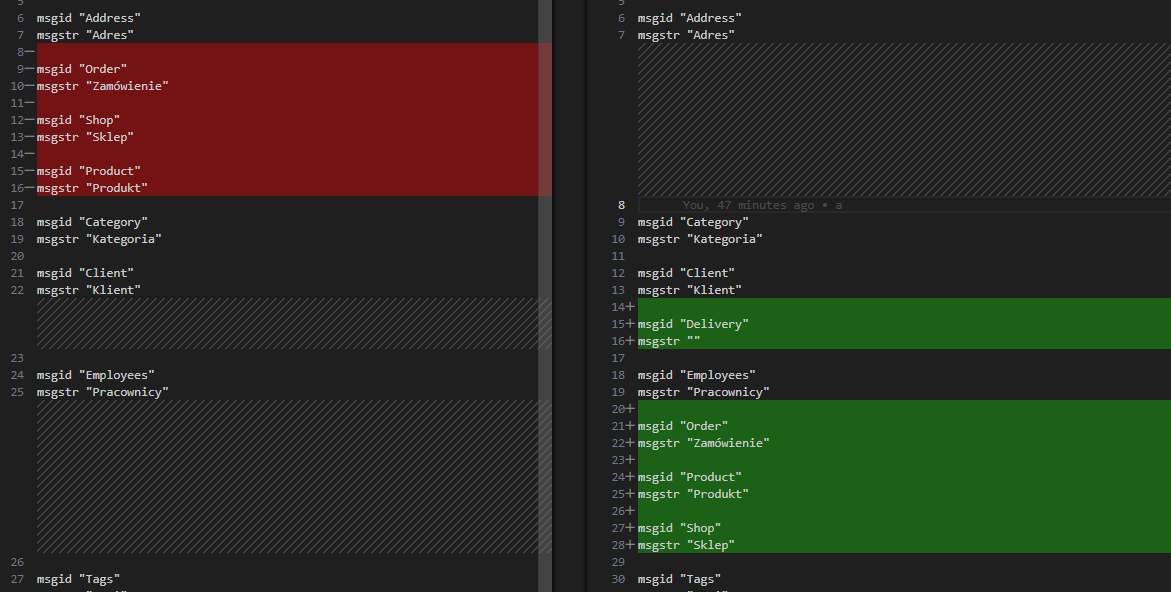 5
6 msgid "Address"
7 msgstr "Adres"
8—
9—msgid "Order"
10—msgstr "Zamówienie"
11—
12—msgid "Shop"
13—msgstr "Sklep"
14—
15—msgid "Product"
16—msgstr "Produkt"
17
18 msgid "Category"
19 msgstr "Kategoria"
20
21 msgid "Client"
22 msgstr "Klient"
23
24 msgid "Employees"
25 msgstr "Pracownicy"
26
27 msgid "Tags"
5
6 msgid "Address"
7 msgstr "Adres"
8 You, 47 minutes ago • a
9 msgid "Category"
10 msgstr "Kategoria"
11
12 msgid "Client"
13 msgstr "Klient"
14+
15+msgid "Delivery"
16+msgstr ""
17
18 msgid "Employees"
19 msgstr "Pracownicy"
20+
21+msgid "Order"
22+msgstr "Zamówienie"
23+
24+msgid "Product"
25+msgstr "Produkt"
26+
27+msgid "Shop"
28+msgstr "Sklep"
29
30 msgid "Tags"